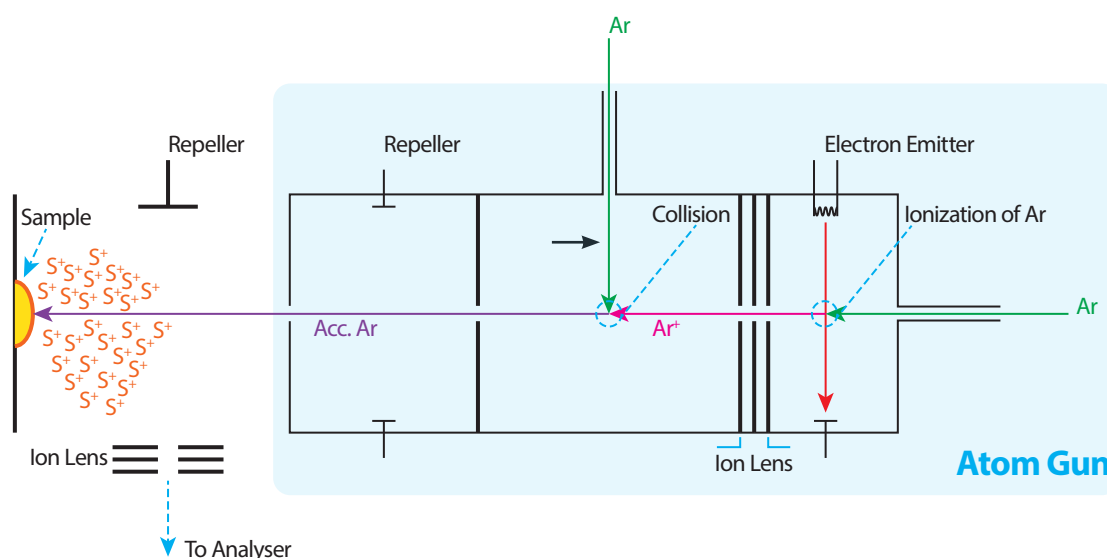 Ar
Repeller
Repeller
Electron Emitter
Sample
Collision
Ionization of Ar
S⁺
S⁺ S⁺ S⁺
S⁺ S⁺ S⁺ S⁺
S⁺ S⁺ S⁺ S⁺
S⁺
Acc. Ar
Ar⁺
Ar
S⁺ S⁺ S⁺ S⁺
S⁺ S⁺ S⁺
S⁺ S⁺ S⁺
S⁺ S⁺ S⁺
S⁺ S⁺
Ion Lens
Ion Lens
Atom Gun
To Analyser